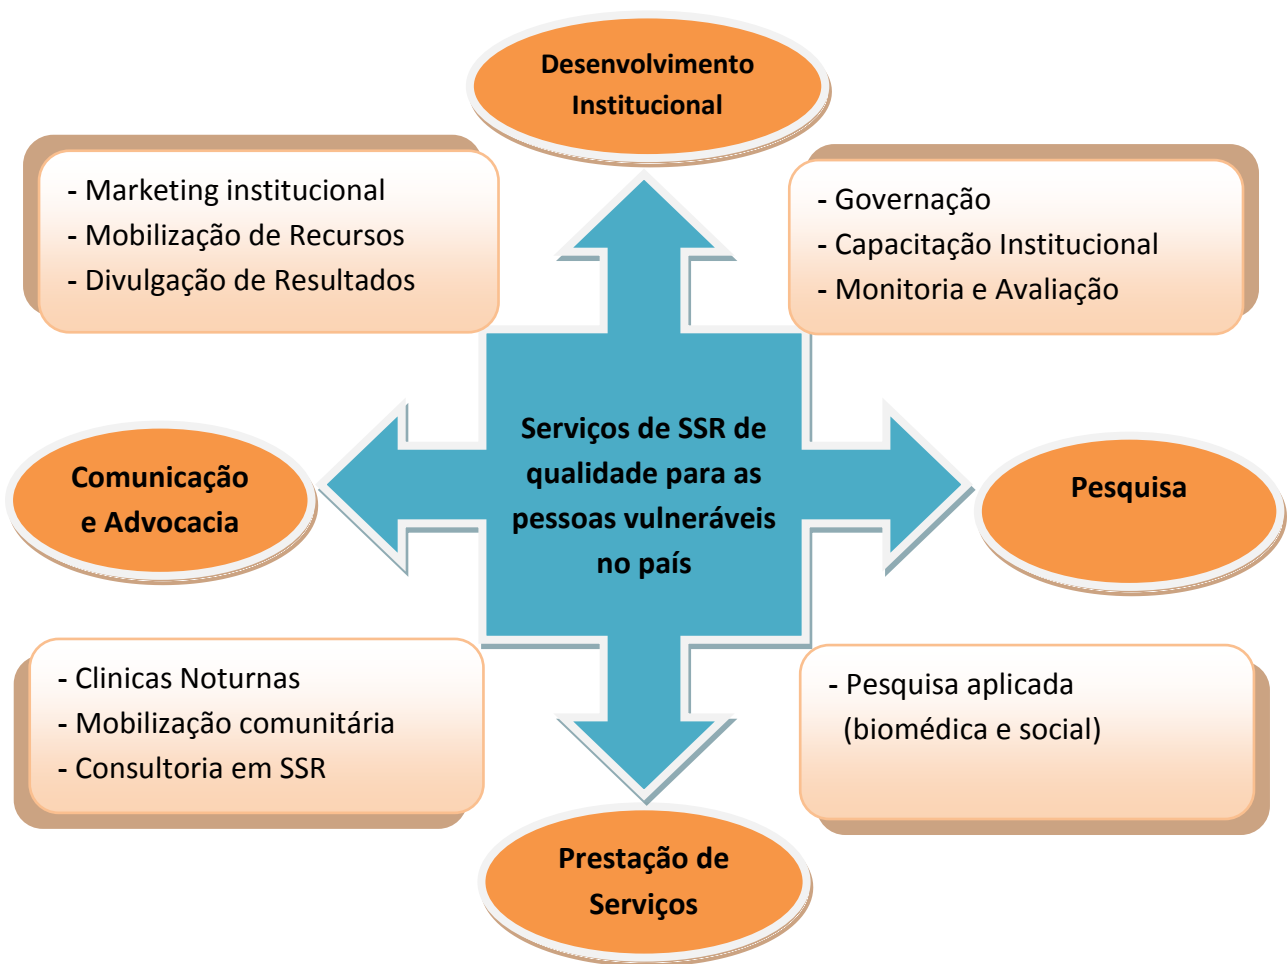 Desenvolvimento
Institucional
- Marketing institucional
- Mobilização de Recursos
- Divulgação de Resultados
- Governação
- Capacitação Institucional
- Monitoria e Avaliação
Comunicação
e Advocacia
Serviços de SSR de
qualidade para as
pessoas vulneráveis
no país
Pesquisa
- Clinicas Noturnas
- Mobilização comunitária
- Consultoria em SSR
- Pesquisa aplicada
(biomédica e social)
Prestação de
Serviços